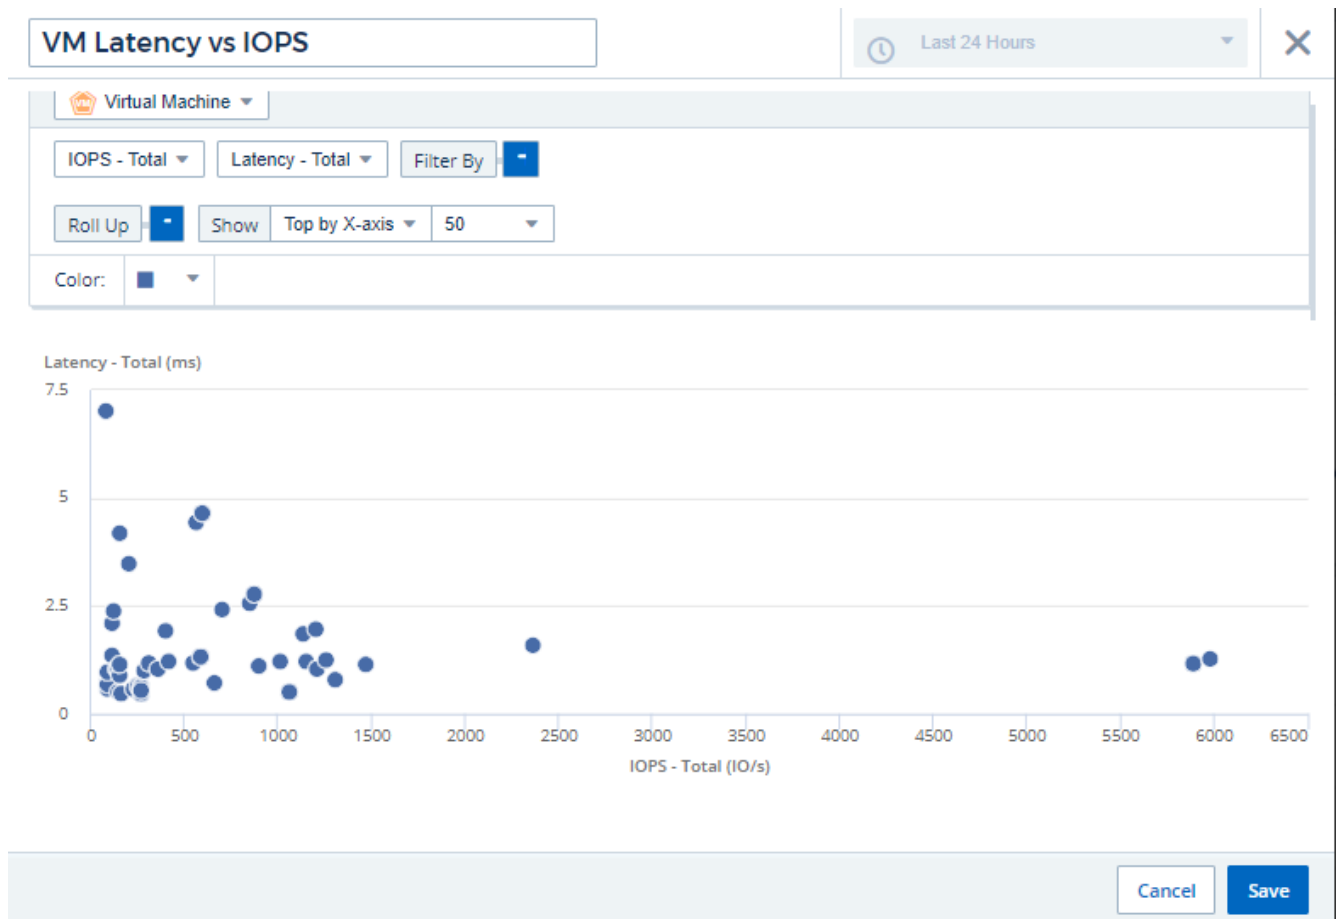 VM Latency vs IOPS
Last 24 Hours
VM Virtual Machine
IOPS - Total Latency - Total Filter By -
Roll Up - Show Top by X-axis 50
Color:
Latency - Total (ms)
7.5
5
2.5
0
0 500 1000 1500 2000 2500 3000 3500 4000 4500 5000 5500 6000 6500
IOPS - Total (IO/s)
Cancel Save